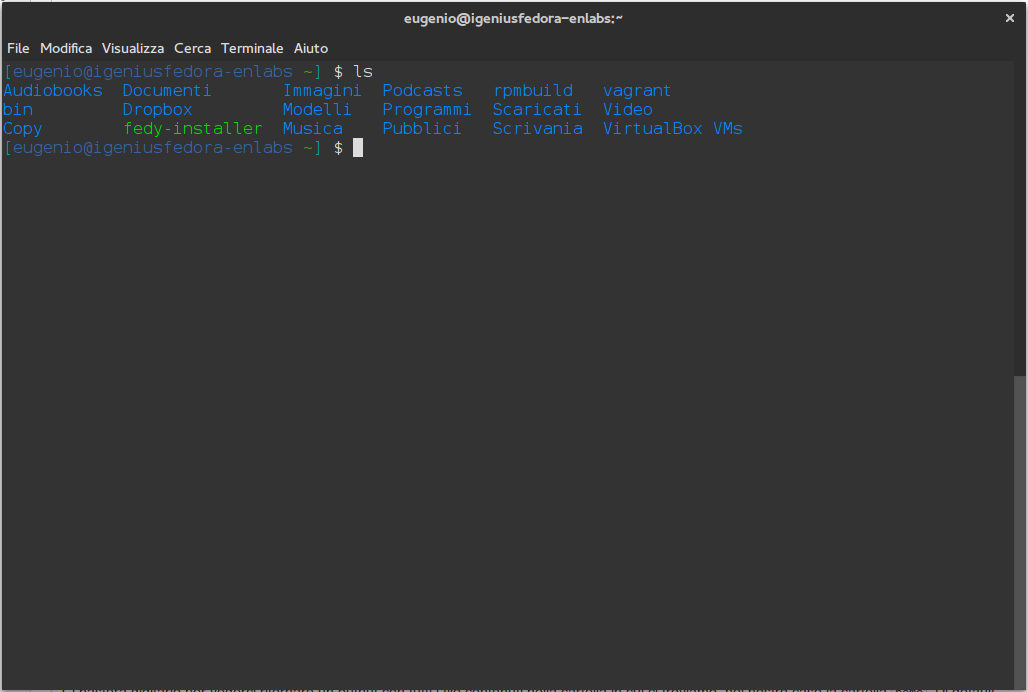 eugenio@igeniusfedora-enlabs:~
File Modifica Visualizza Cerca Terminale Aiuto
[eugenio@igeniusfedora-enlabs ~] $ ls
Audiobooks Documenti Immagini Podcasts rpmbuild vagrant
bin Dropbox Modelli Programmi Scaricati Video
Copy fedy-installer Musica Pubblici Scrivania VirtualBox VMs
[eugenio@igeniusfedora-enlabs ~] $